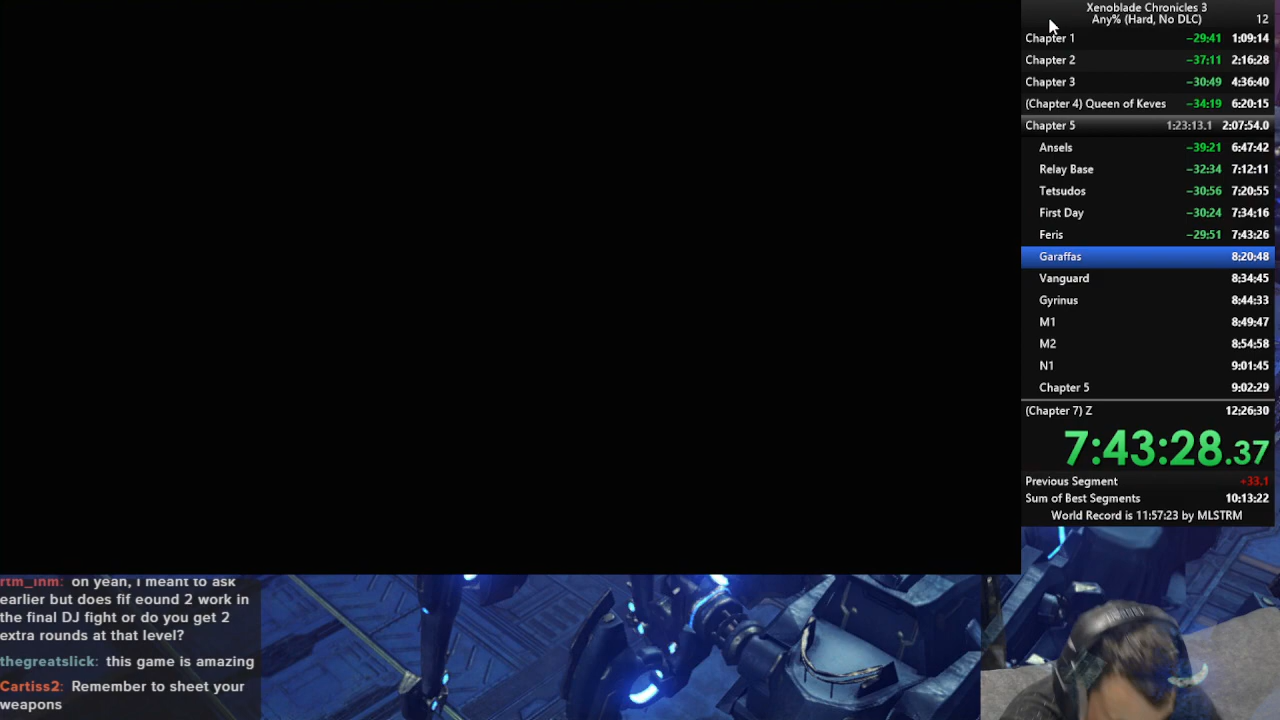 Xenoblade Chronicles 3
Any% (Hard, No DLC) 12
Chapter 1 −29:41 1:09:14
Chapter 2 −37:11 2:16:28
Chapter 3 −30:49 4:36:40
(Chapter 4) Queen of Keves −34:19 6:20:15
Chapter 5 1:23:13.1 2:07:54.0
Ansels −39:21 6:47:42
Relay Base −32:34 7:12:11
Tetsudos −30:56 7:20:55
First Day −30:24 7:34:16
Feris −29:51 7:43:26
Garaffas 8:20:48
Vanguard 8:34:45
Gyrinus 8:44:33
M1 8:49:47
M2 8:54:58
N1 9:01:45
Chapter 5 9:02:29
(Chapter 7) Z 12:26:30
7:43:28.37
Previous Segment +33.1
Sum of Best Segments 10:13:22
World Record is 11:57:23 by MLSTRM
rtm_inm: on yean, i meant to ask
earlier but does fif eound 2 work in
the final DJ fight or do you get 2
extra rounds at that level?
thegreatslick: this game is amazing
Cartiss2: Remember to sheet your
weapons